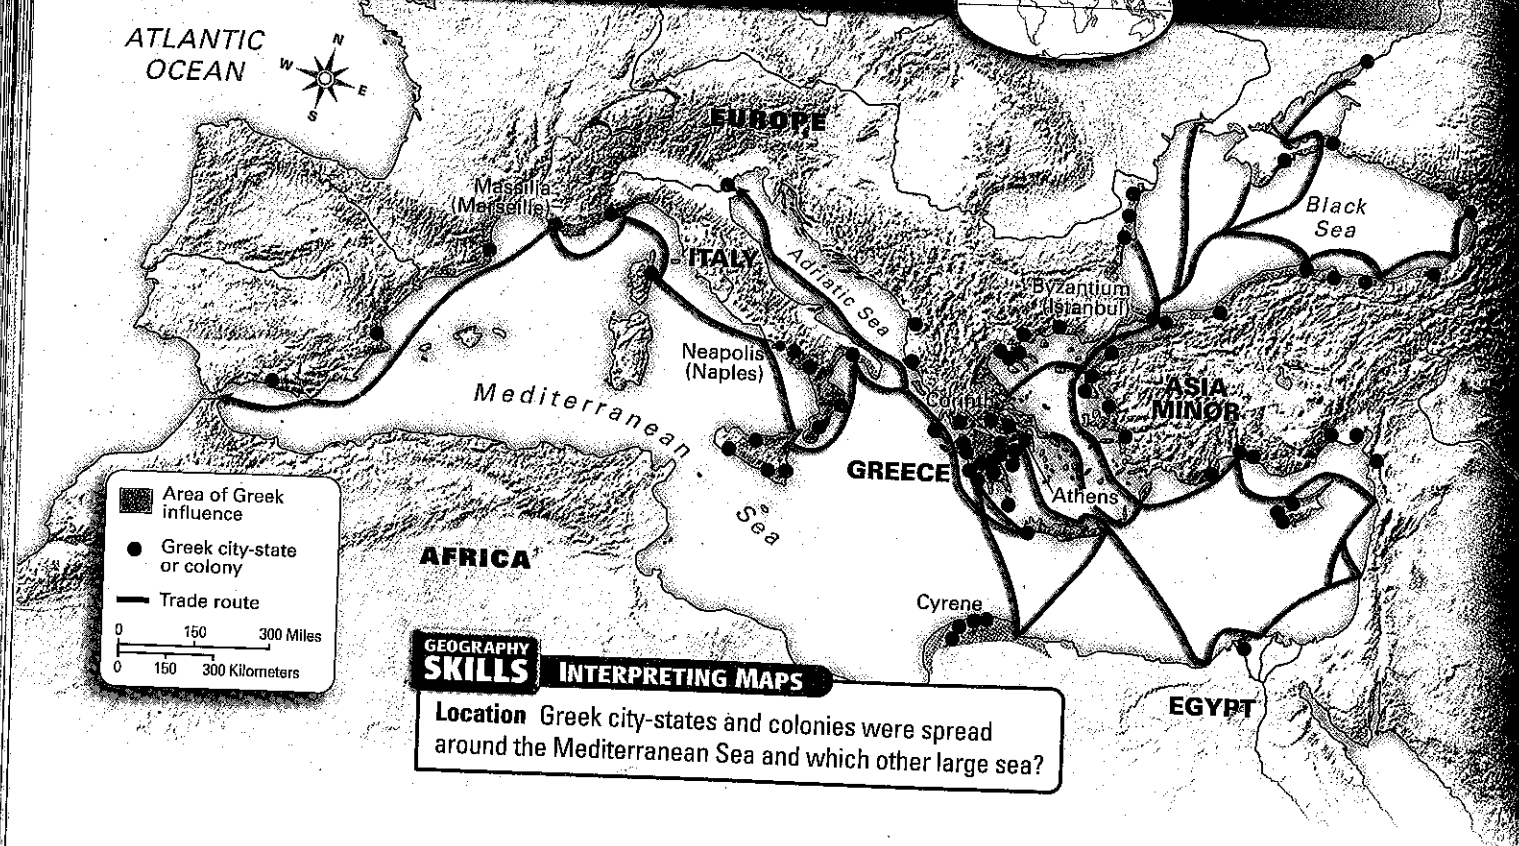 ATLANTIC
OCEAN
N
W
E
S
EUROPE
Massilia
(Marseille)
ITALY
Adriatic Sea
Black
Sea
Byzantium
(Istanbul)
Neapolis
(Naples)
Mediterranean
Sea
Corinth
ASIA
MINOR
GREECE
Athens
AFRICA
Cyrene
EGYPT
Area of Greek
influence
Greek city-state
or colony
Trade route
0 150 300 Miles
0 150 300 Kilometers
GEOGRAPHY
SKILLS
INTERPRETING MAPS
Location Greek city-states and colonies were spread
around the Mediterranean Sea and which other large sea?